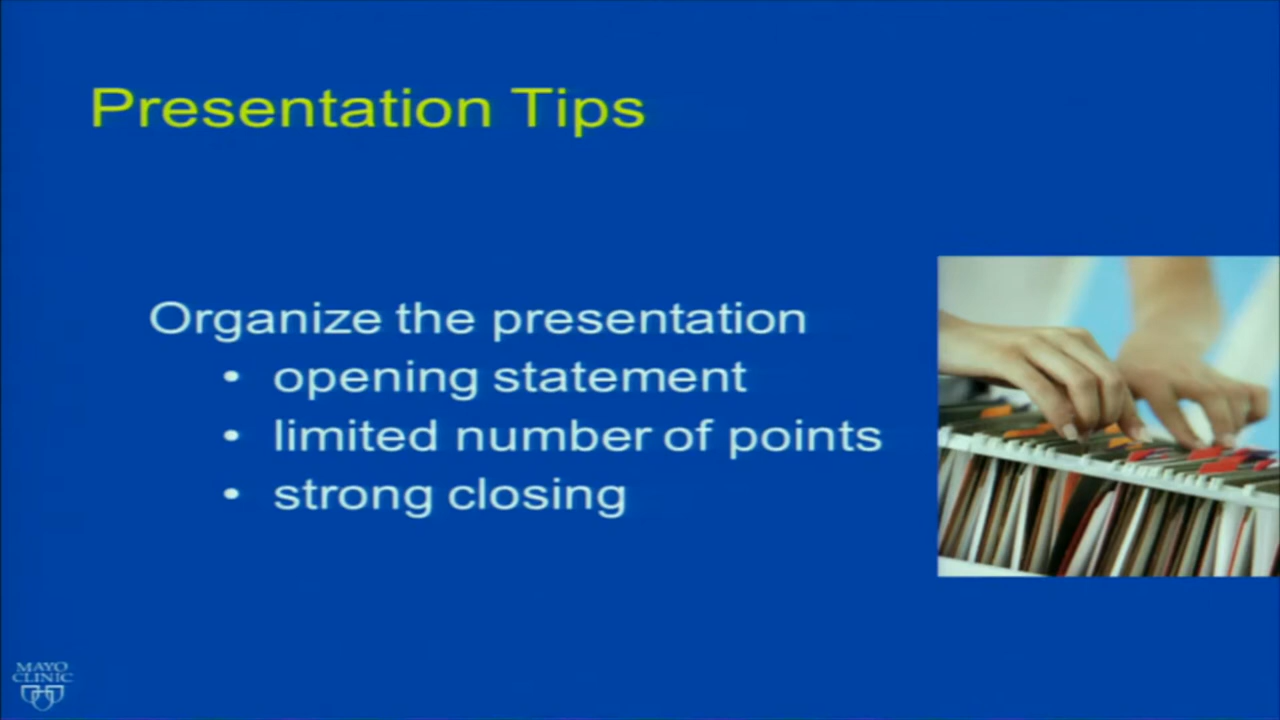 Presentation Tips
Organize the presentation
• opening statement
• limited number of points
• strong closing
MAYO
CLINIC